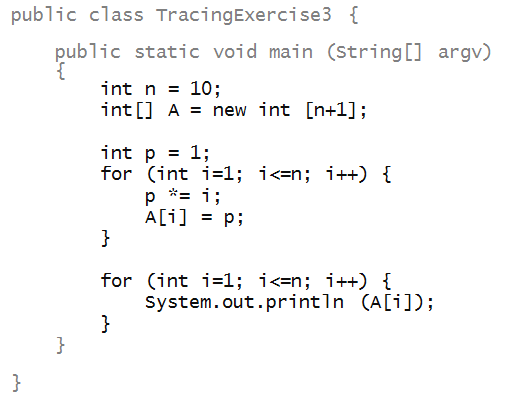 public class TracingExercise3 {
    public static void main (String[] argv)
    {
        int n = 10;
        int[] A = new int [n+1];
        int p = 1;
        for (int i=1; i<=n; i++) {
            p *= i;
            A[i] = p;
        }
        for (int i=1; i<=n; i++) {
            System.out.println (A[i]);
        }
    }
}